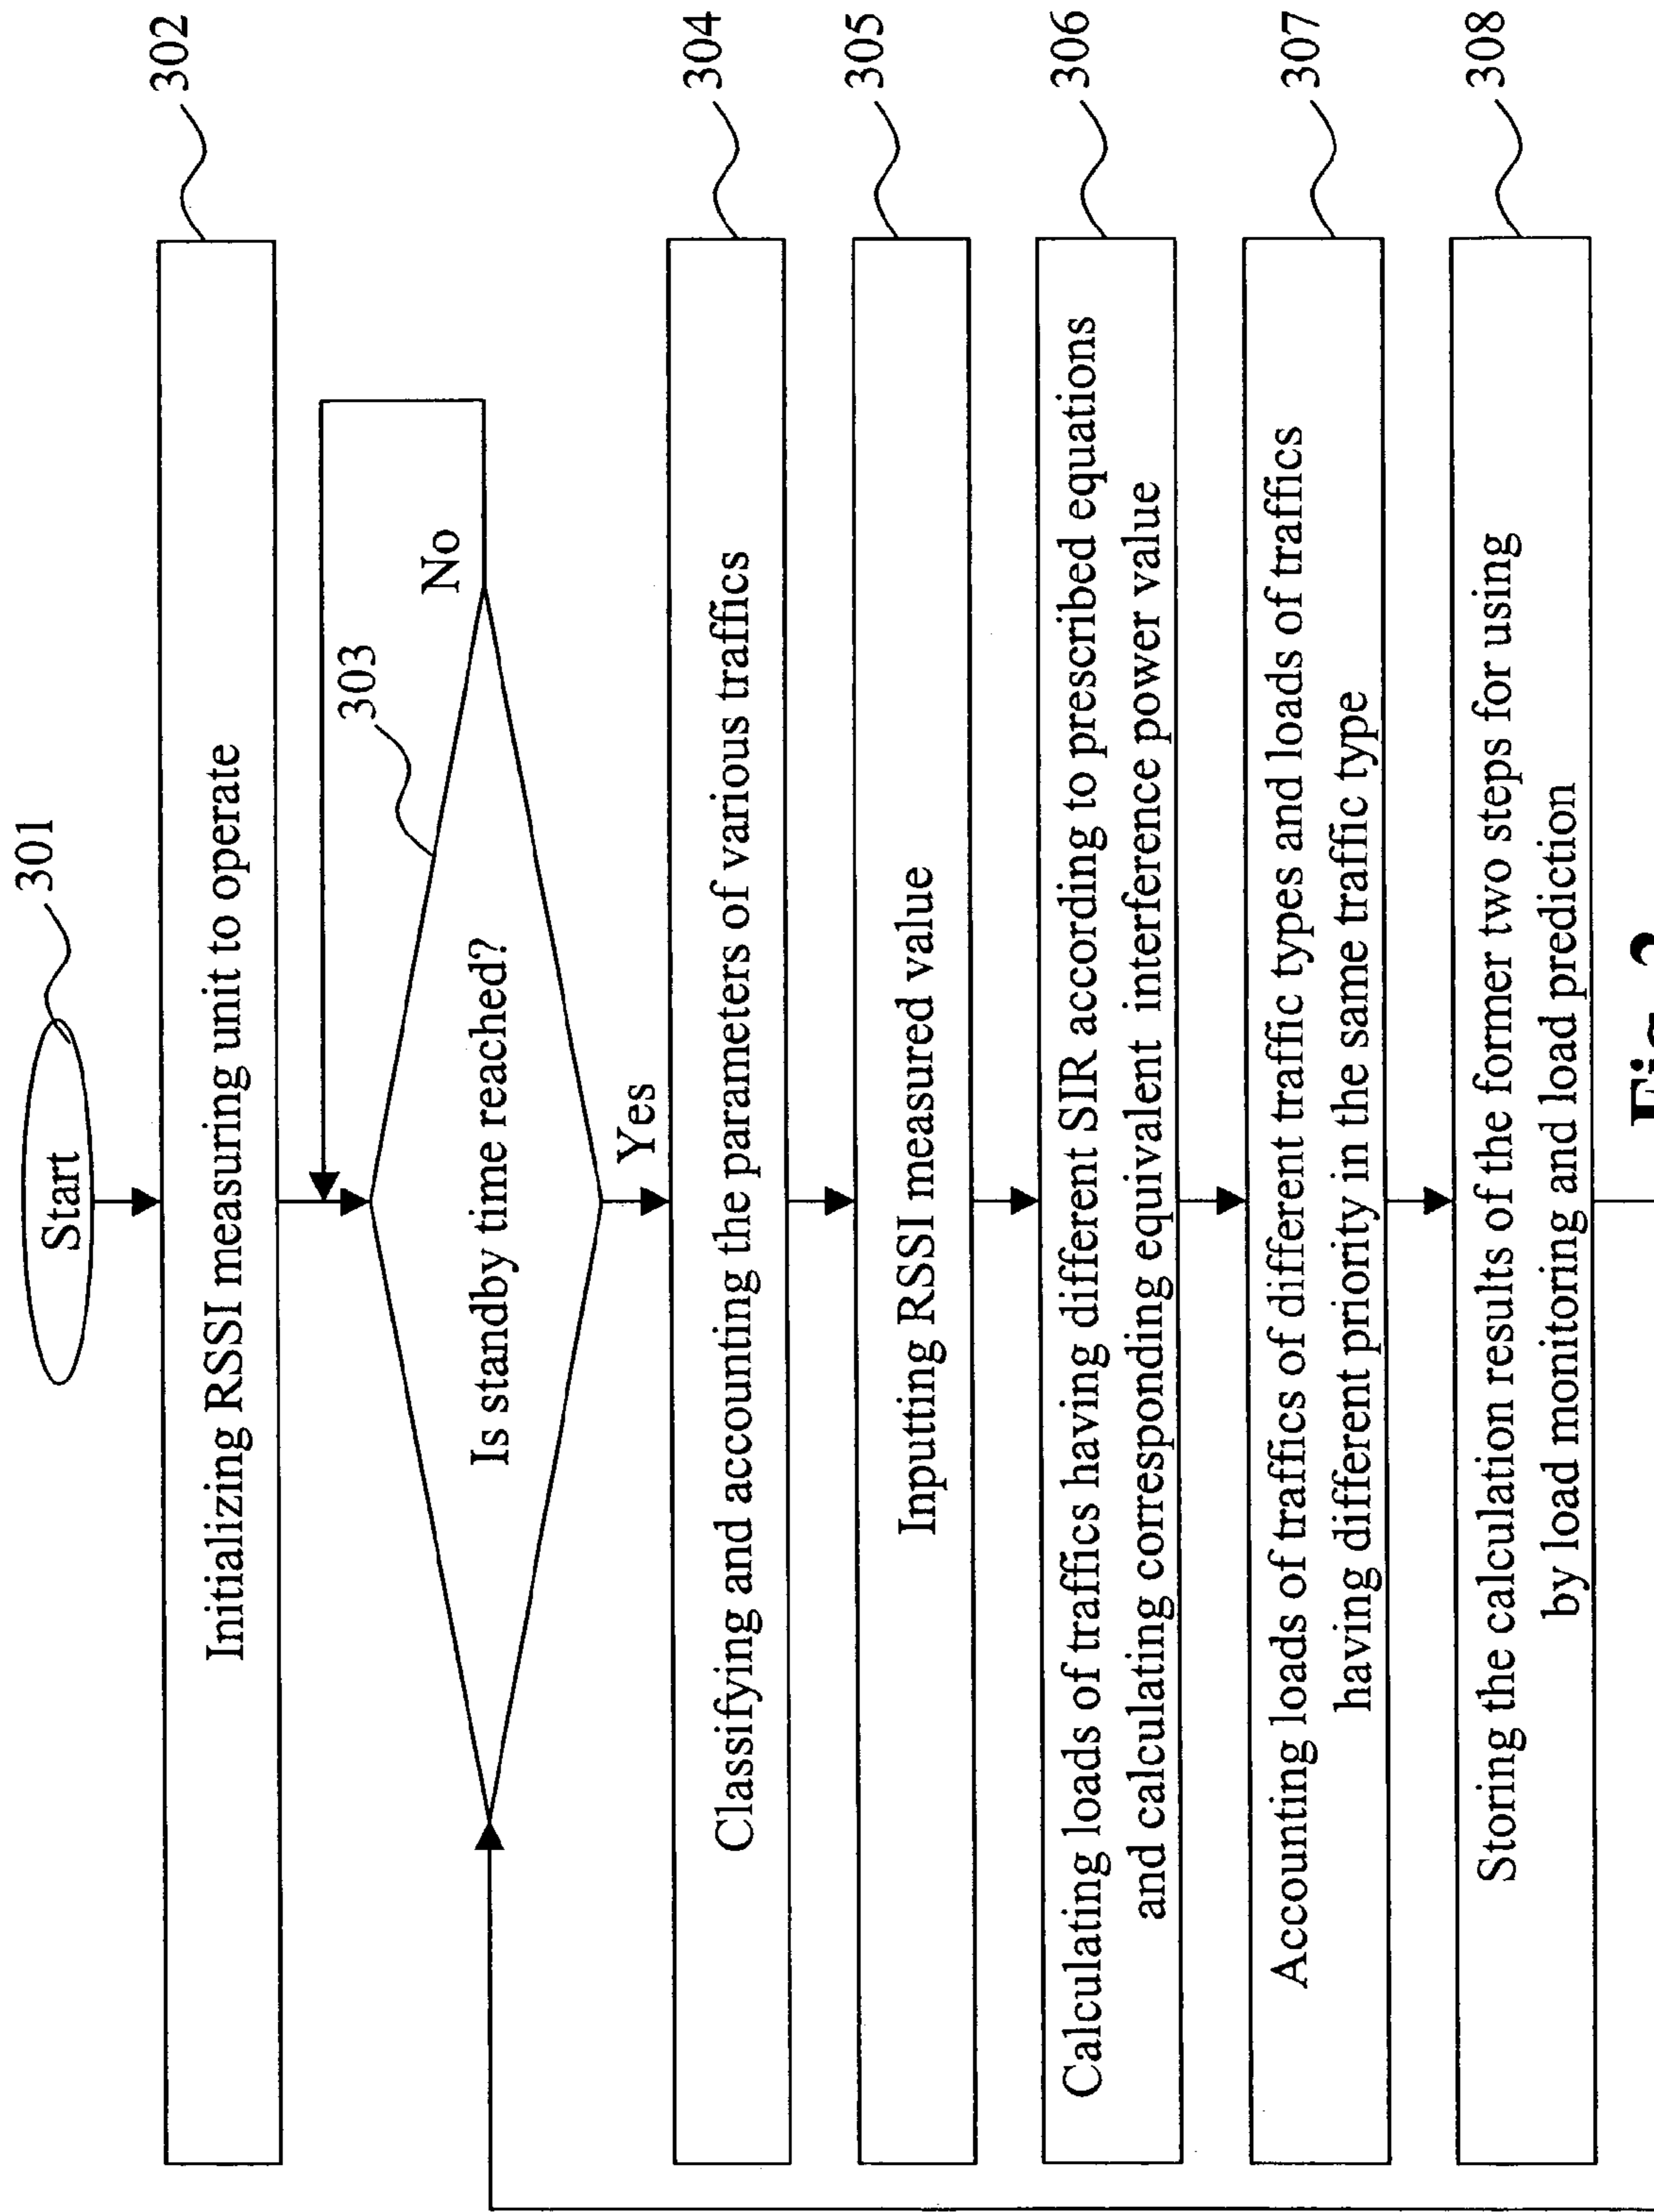 Start
301
Initializing RSSI measuring unit to operate
302
Is standby time reached?
303
No
Yes
Classifying and accounting the parameters of various traffics
304
Inputing RSSI measured value
305
Calculating loads of traffics having different SIR according to prescribed equations
and calculating corresponding equivalent interference power value
306
Accounting loads of traffics of different traffic types and loads of traffics
having different priority in the same traffic type
307
Storing the calculation results of the former two steps for using
by load monitoring and load prediction
308